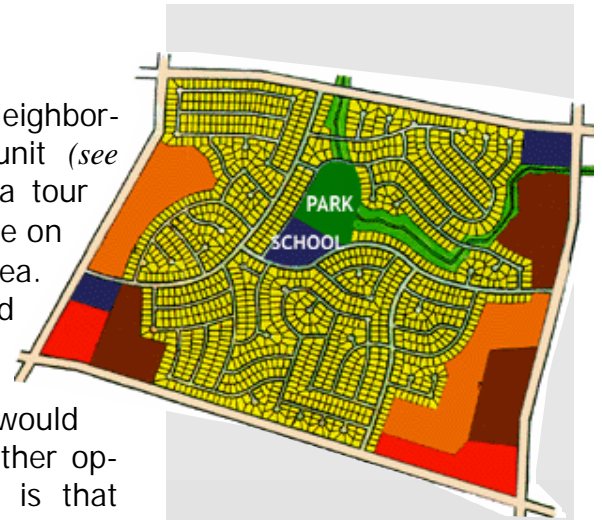 eighbor-
unit (see
a tour
e on
ea.
d
would
ther op-
is that
PARK
SCHOOL